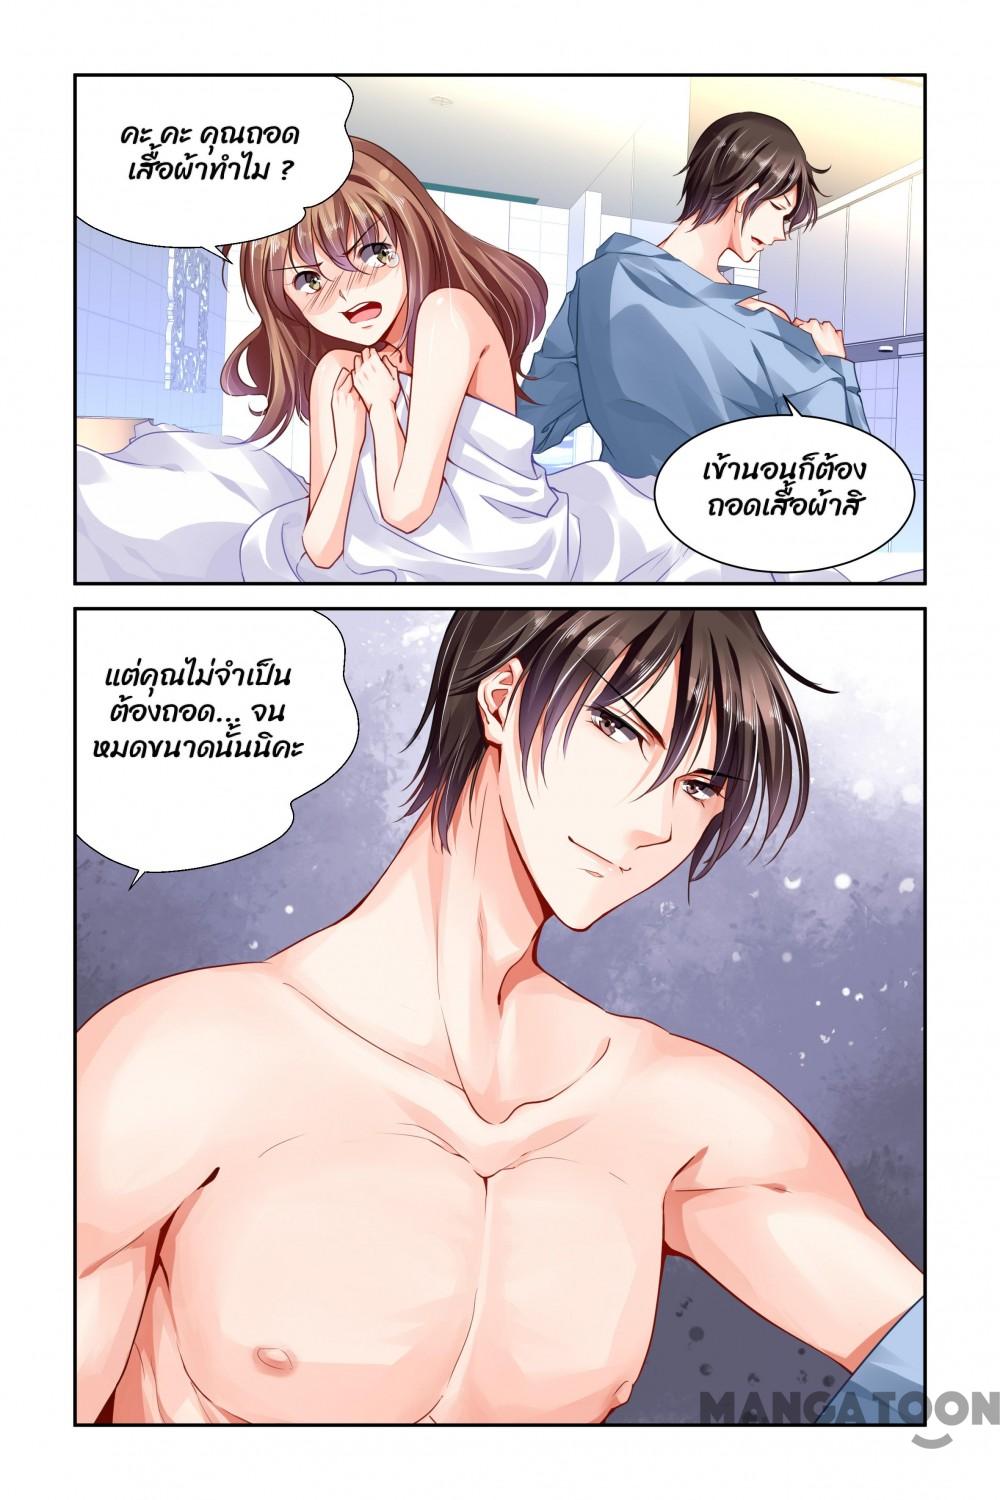 คะ คะ คุณถอด
เสื้อผ้าทำไม ?
เข้านอนก็ต้อง
ถอดเสื้อผ้าสิ
แต่คุณไม่จำเป็น
ต้องถอด... จน
หมดขนาดนั้นนิคะ
MANGATOON